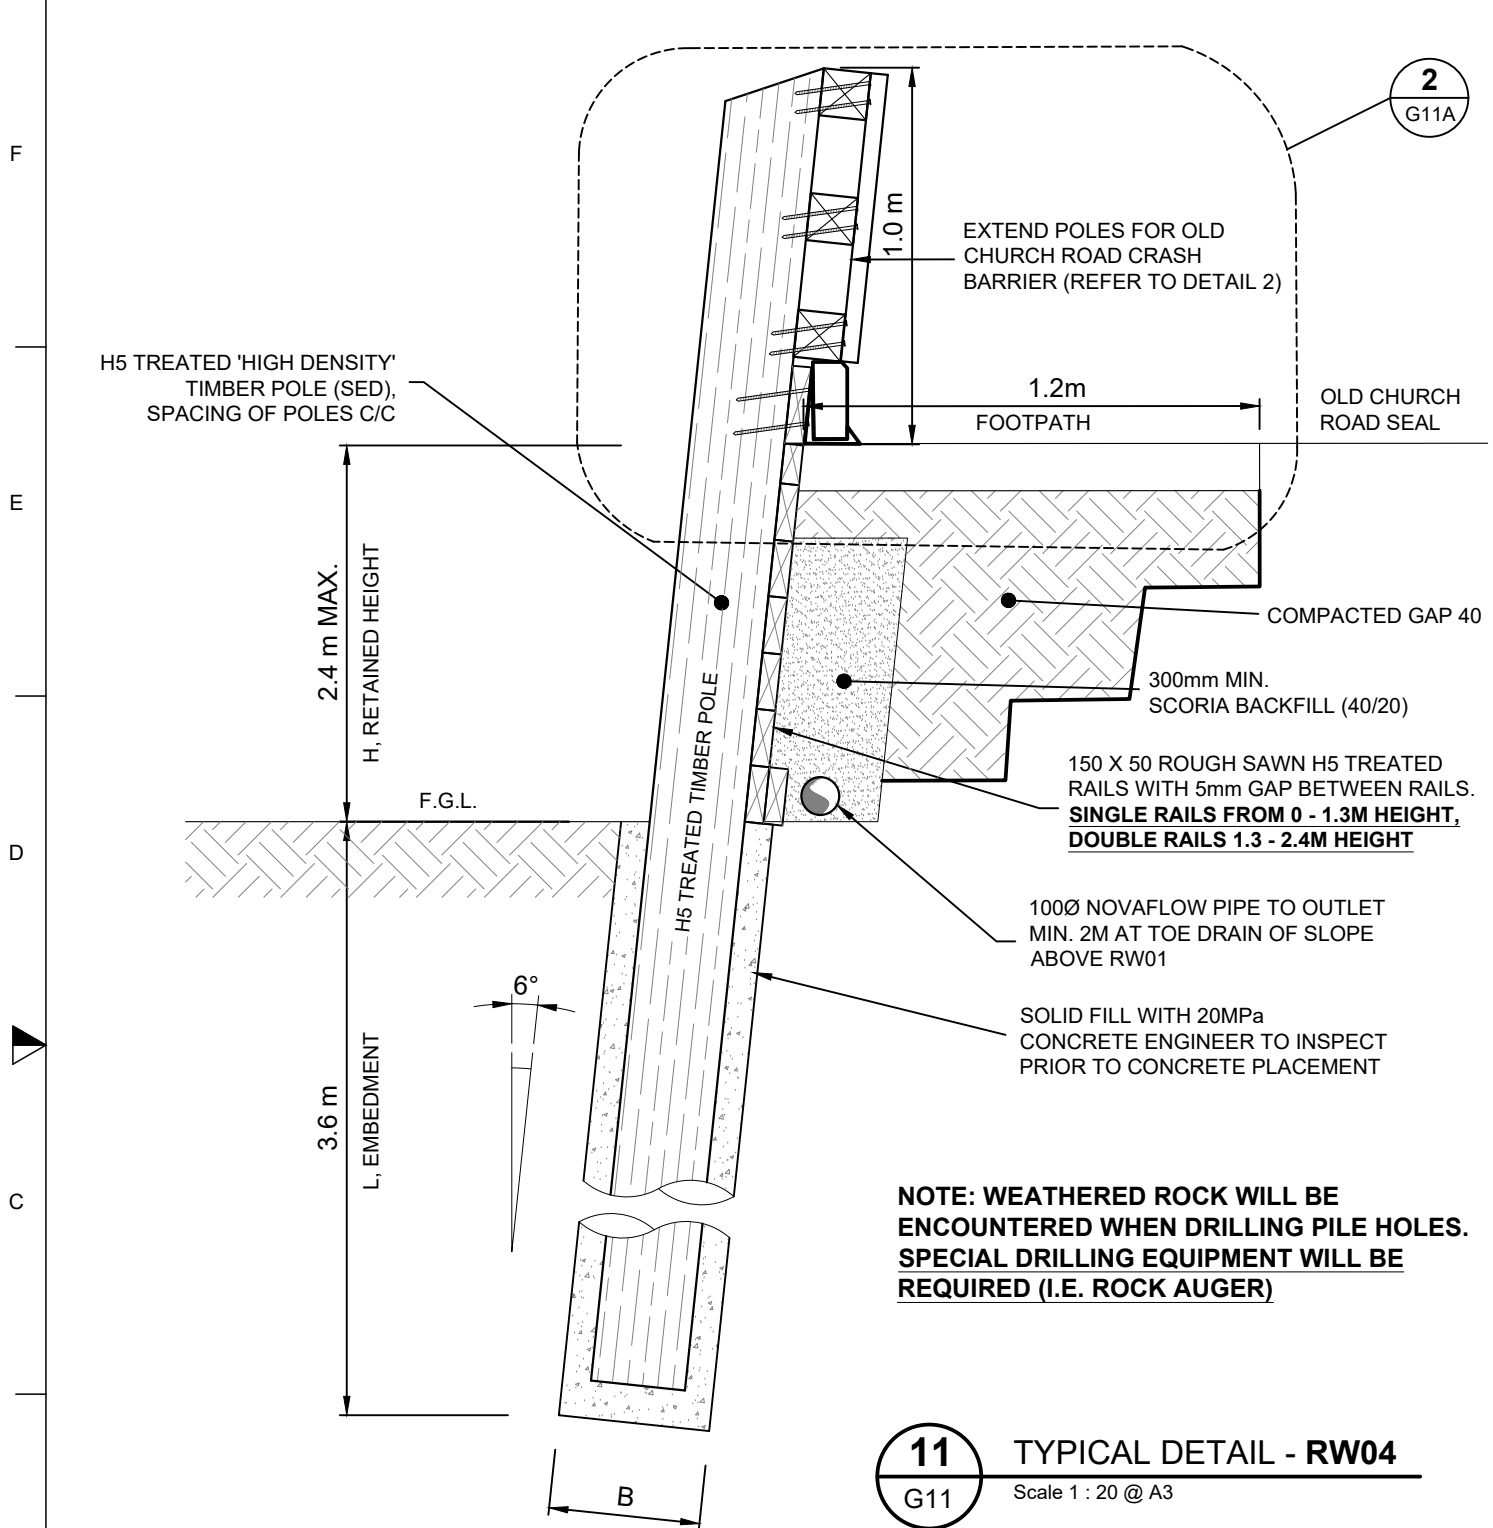 2
G11A
F
1.0 m
EXTEND POLES FOR OLD
CHURCH ROAD CRASH
BARRIER (REFER TO DETAIL 2)
H5 TREATED 'HIGH DENSITY'
TIMBER POLE (SED),
SPACING OF POLES C/C
1.2m
FOOTPATH
OLD CHURCH
ROAD SEAL
E
2.4 m MAX.
H, RETAINED HEIGHT
COMPACTED GAP 40
300mm MIN.
SCORIA BACKFILL (40/20)
H5 TREATED TIMBER POLE
150 X 50 ROUGH SAWN H5 TREATED
RAILS WITH 5mm GAP BETWEEN RAILS.
SINGLE RAILS FROM 0 - 1.3M HEIGHT,
DOUBLE RAILS 1.3 - 2.4M HEIGHT
F.G.L.
D
100Ø NOVAFLOW PIPE TO OUTLET
MIN. 2M AT TOE DRAIN OF SLOPE
ABOVE RW01
6°
SOLID FILL WITH 20MPa
CONCRETE ENGINEER TO INSPECT
PRIOR TO CONCRETE PLACEMENT
3.6 m
L, EMBEDMENT
C
NOTE: WEATHERED ROCK WILL BE
ENCOUNTERED WHEN DRILLING PILE HOLES.
SPECIAL DRILLING EQUIPMENT WILL BE
REQUIRED (I.E. ROCK AUGER)
11
G11
TYPICAL DETAIL - RW04
Scale 1 : 20 @ A3
B